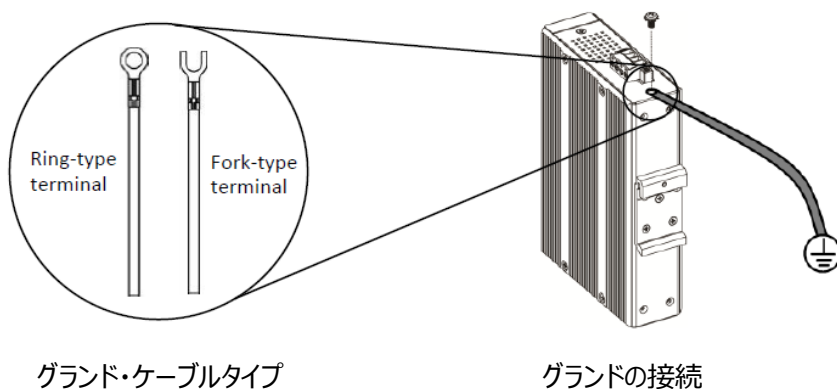 Ring-type
terminal
Fork-type
terminal
グランド・ケーブルタイプ
グランドの接続